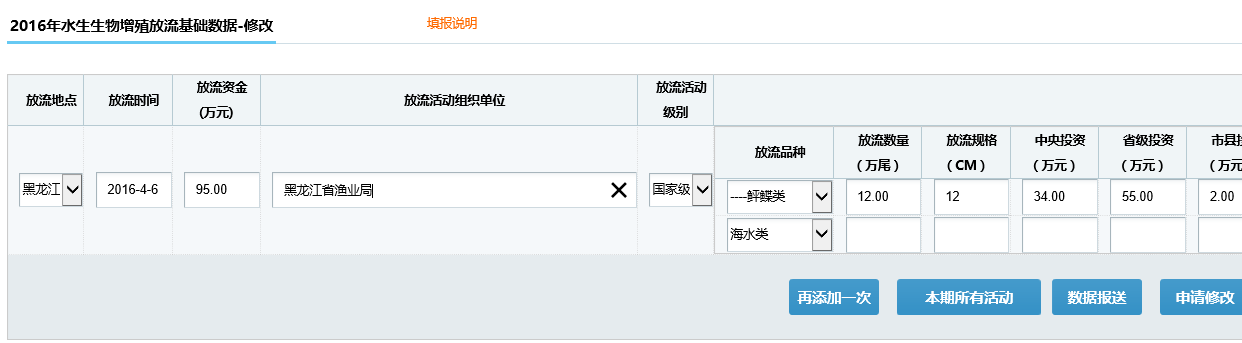 2016年水生生物增殖放流基础数据-修改
填报说明
放流地点
放流时间
放流资金
(万元)
放流活动组织单位
放流活动
级别
放流品种
放流数量
（万尾）
放流规格
（CM）
中央投资
（万元）
省级投资
（万元）
市县
（万元
黑龙江
2016-4-6
95.00
黑龙江省渔业局
国家级
----鲆鲽类
12.00
12
34.00
55.00
2.00
海水类
再添加一次
本期所有活动
数据报送
申请修改